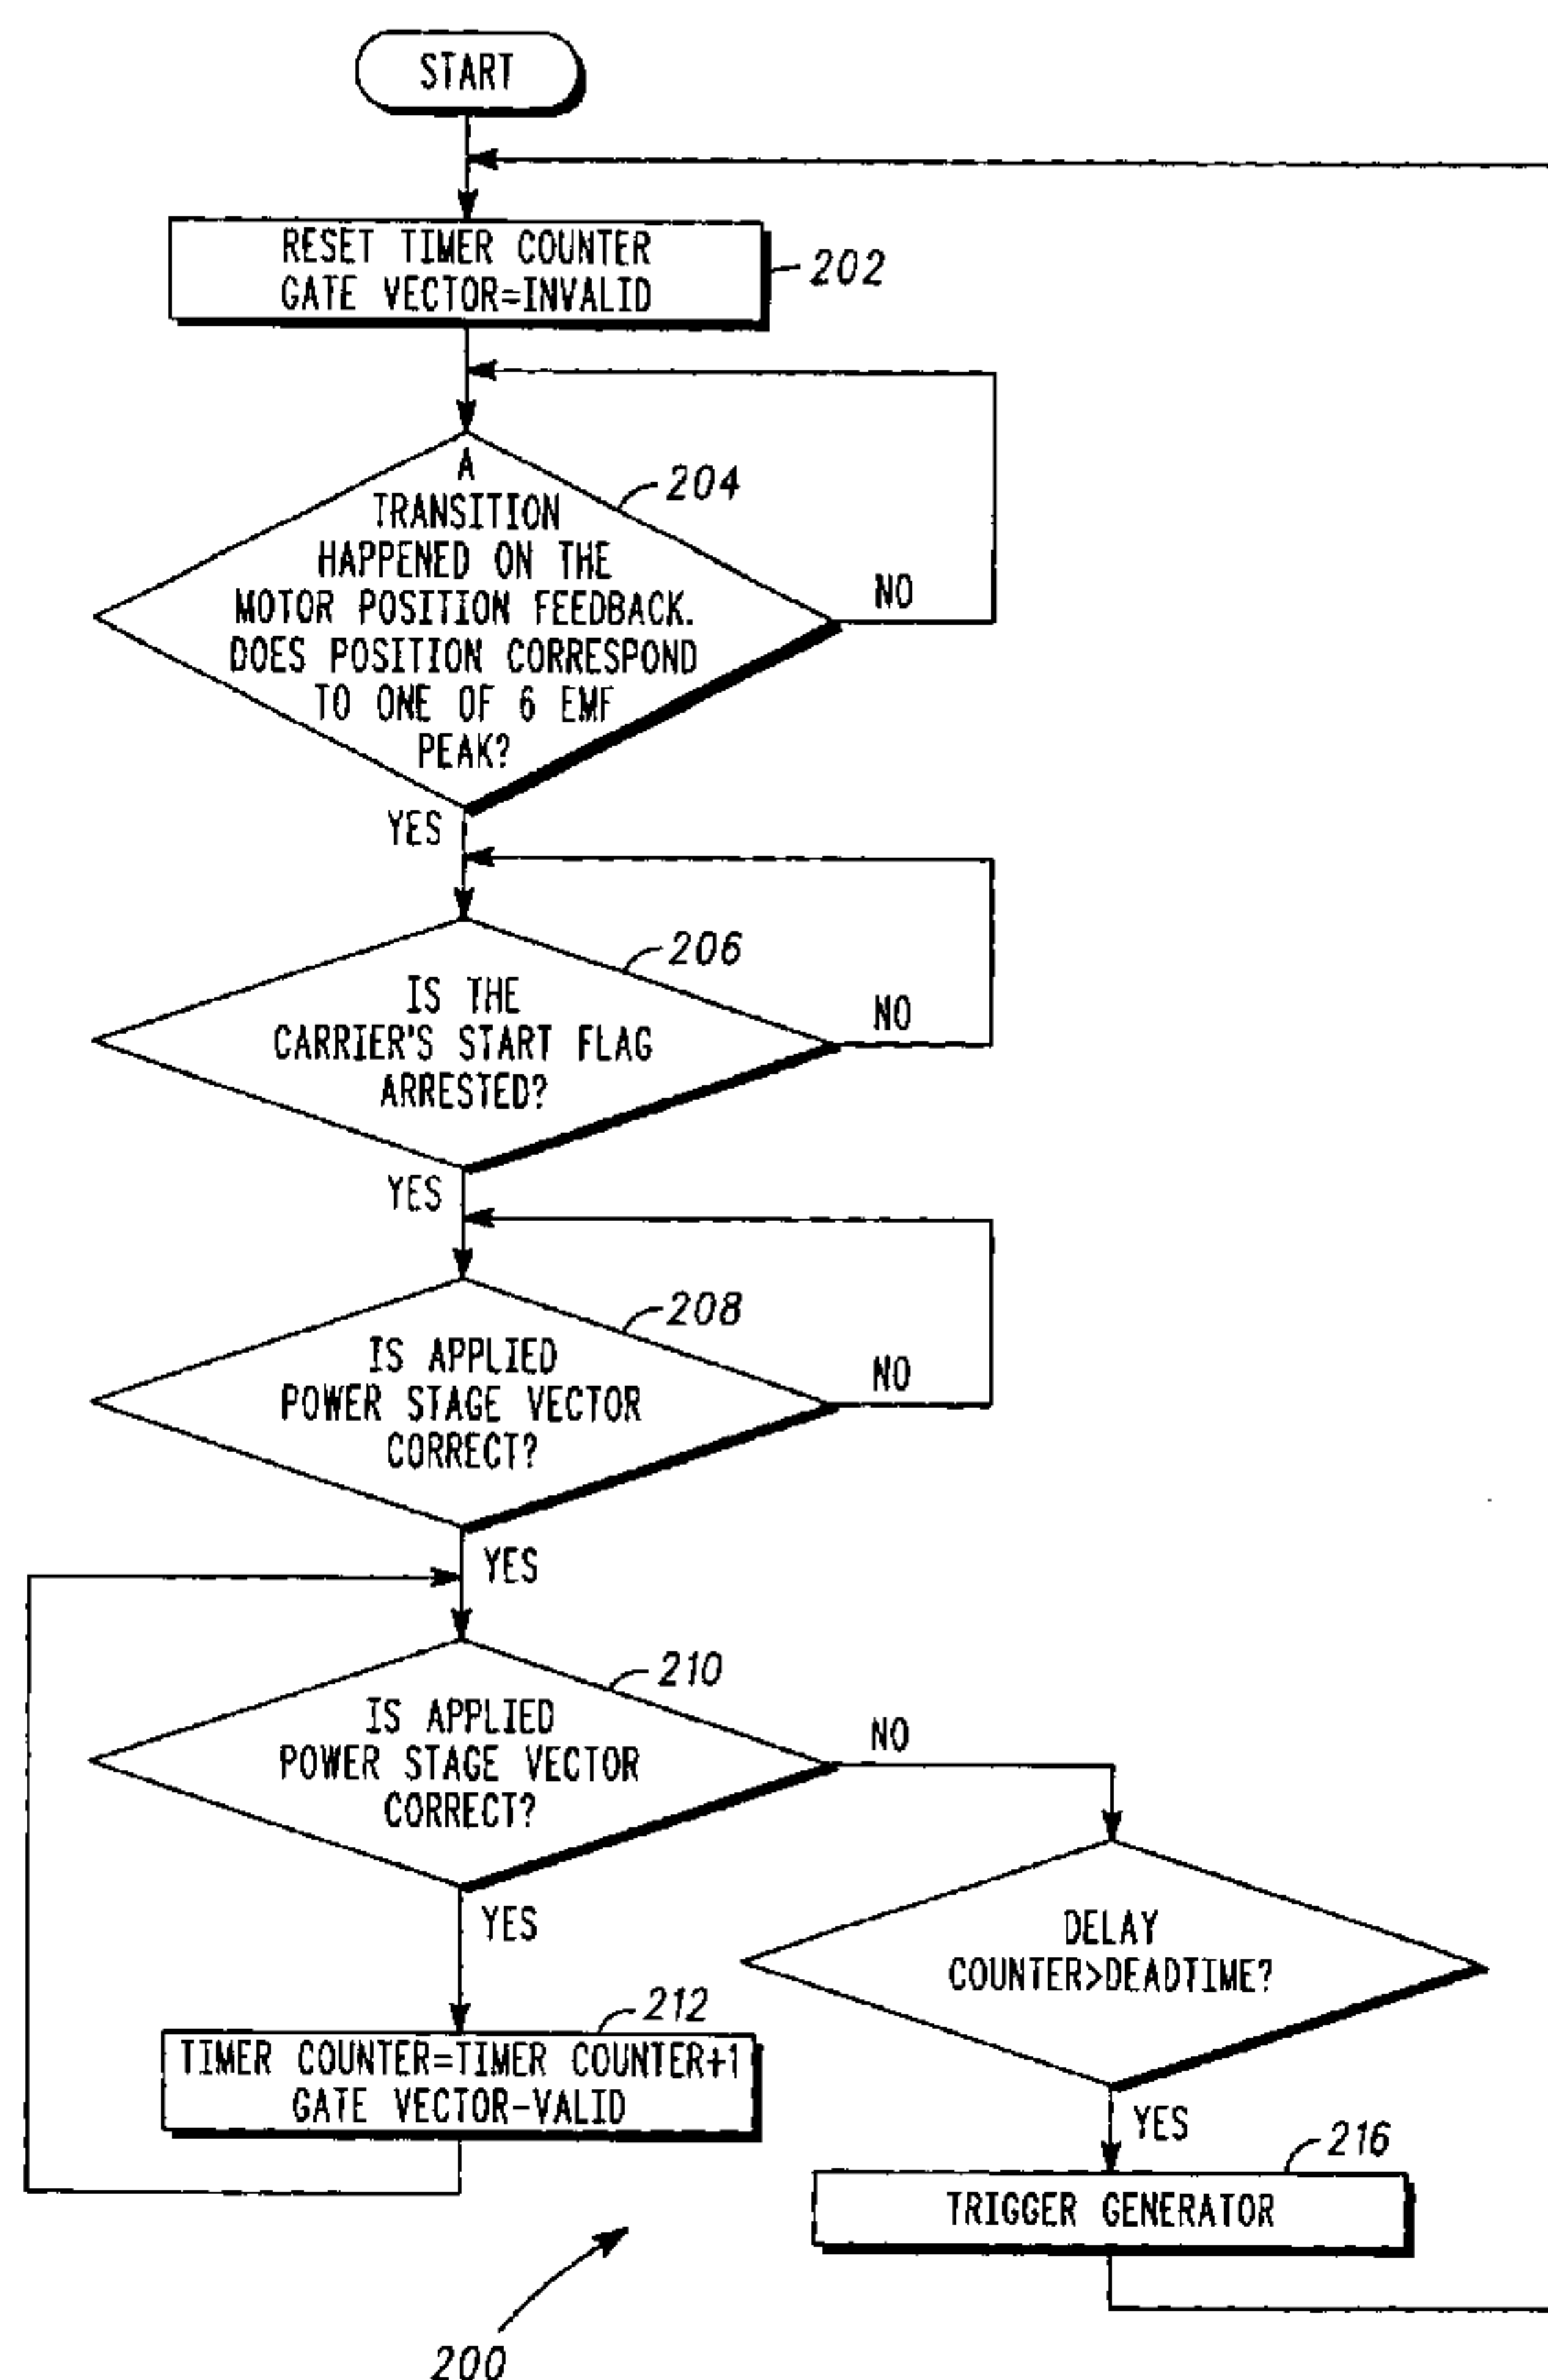 START
RESET TIMER COUNTER
GATE VECTOR=INVALID
202
A
TRANSITION
HAPPENED ON THE
MOTOR POSITION FEEDBACK.
DOES POSITION CORRESPOND
TO ONE OF 6 EMF
PEAK?
204
NO
YES
IS THE
CARRIER'S START FLAG
ARRESTED?
206
NO
YES
IS APPLIED
POWER STAGE VECTOR
CORRECT?
208
NO
YES
IS APPLIED
POWER STAGE VECTOR
CORRECT?
210
NO
YES
DELAY
COUNTER>DEADTIME?
YES
212
TIMER COUNTER=TIMER COUNTER+1
GATE VECTOR-VALID
216
TRIGGER GENERATOR
200